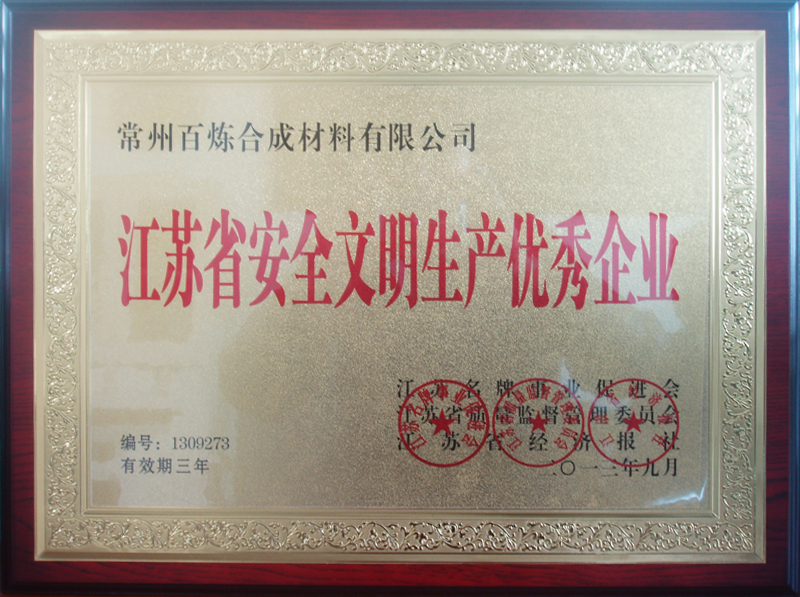 常州百炼合成材料有限公司
江苏省安全文明生产优秀企业
江苏名牌事业促进会
江苏省质量监督管理委员会
江苏省经济报社
编号：1309273
有效期三年
二〇一三年九月